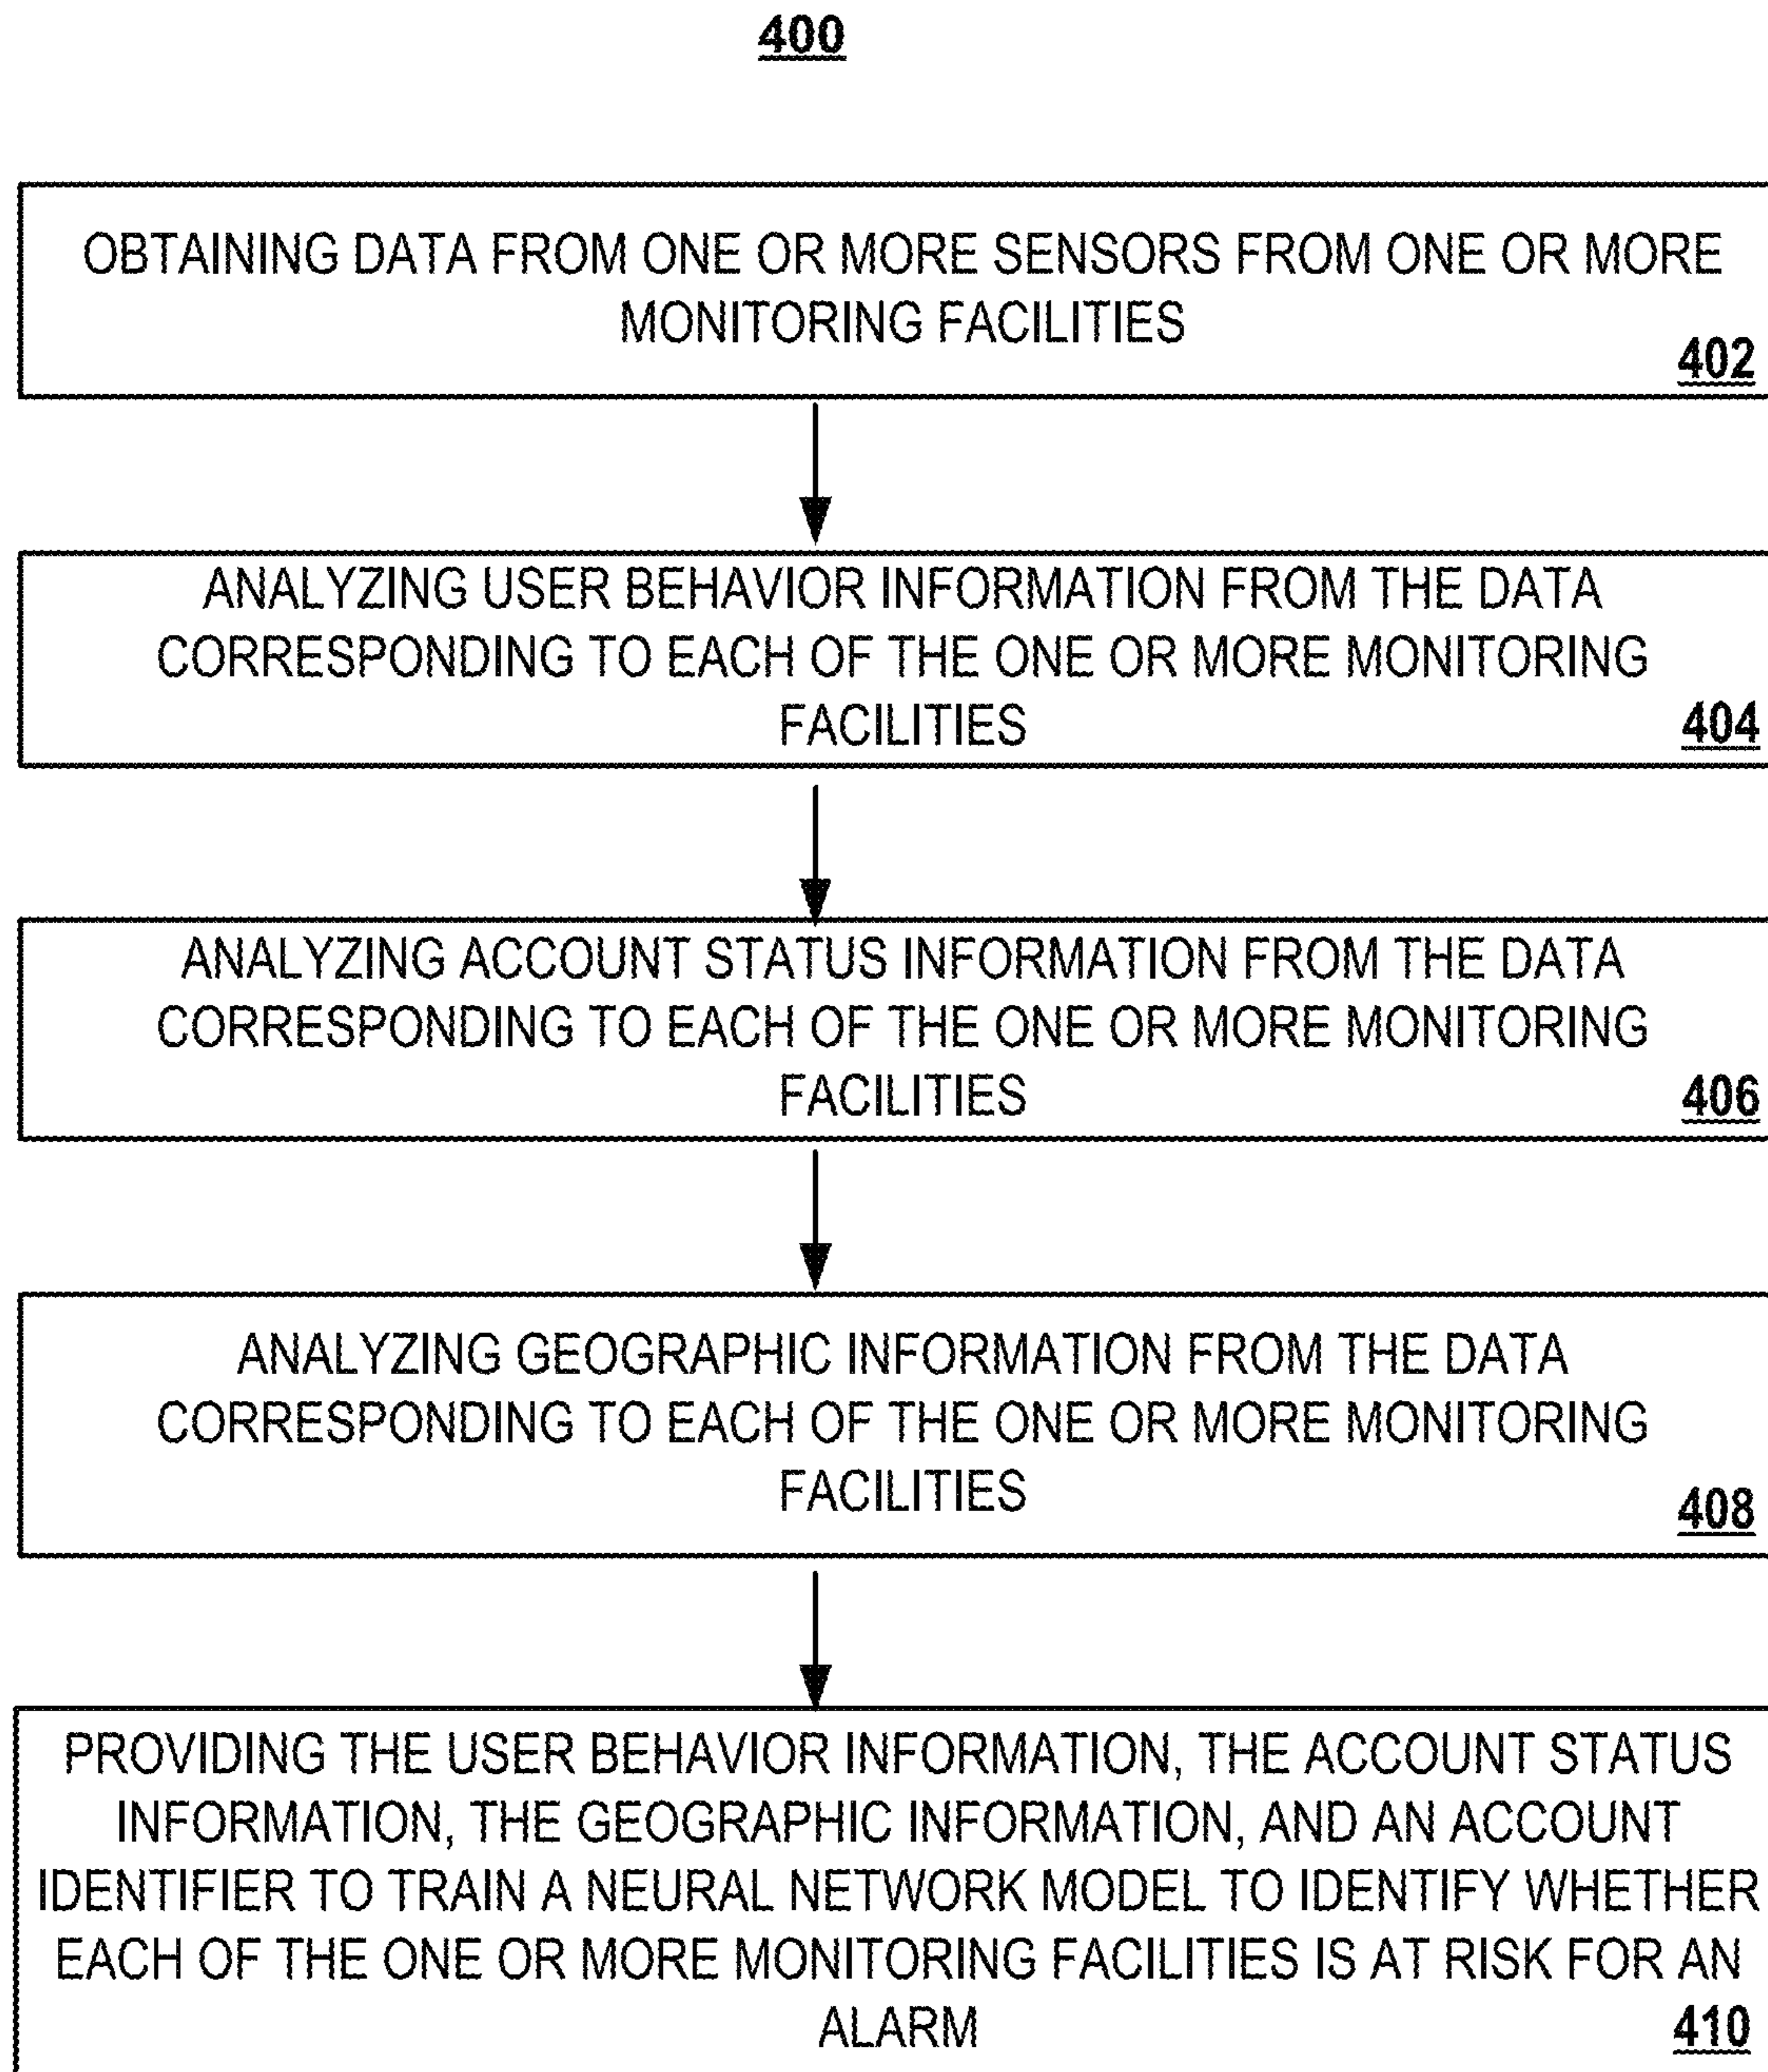 400
OBTAINING DATA FROM ONE OR MORE SENSORS FROM ONE OR MORE
MONITORING FACILITIES
402
ANALYZING USER BEHAVIOR INFORMATION FROM THE DATA
CORRESPONDING TO EACH OF THE ONE OR MORE MONITORING
FACILITIES
404
ANALYZING ACCOUNT STATUS INFORMATION FROM THE DATA
CORRESPONDING TO EACH OF THE ONE OR MORE MONITORING
FACILITIES
406
ANALYZING GEOGRAPHIC INFORMATION FROM THE DATA
CORRESPONDING TO EACH OF THE ONE OR MORE MONITORING
FACILITIES
408
PROVIDING THE USER BEHAVIOR INFORMATION, THE ACCOUNT STATUS
INFORMATION, THE GEOGRAPHIC INFORMATION, AND AN ACCOUNT
IDENTIFIER TO TRAIN A NEURAL NETWORK MODEL TO IDENTIFY WHETHER
EACH OF THE ONE OR MORE MONITORING FACILITIES IS AT RISK FOR AN
ALARM
410